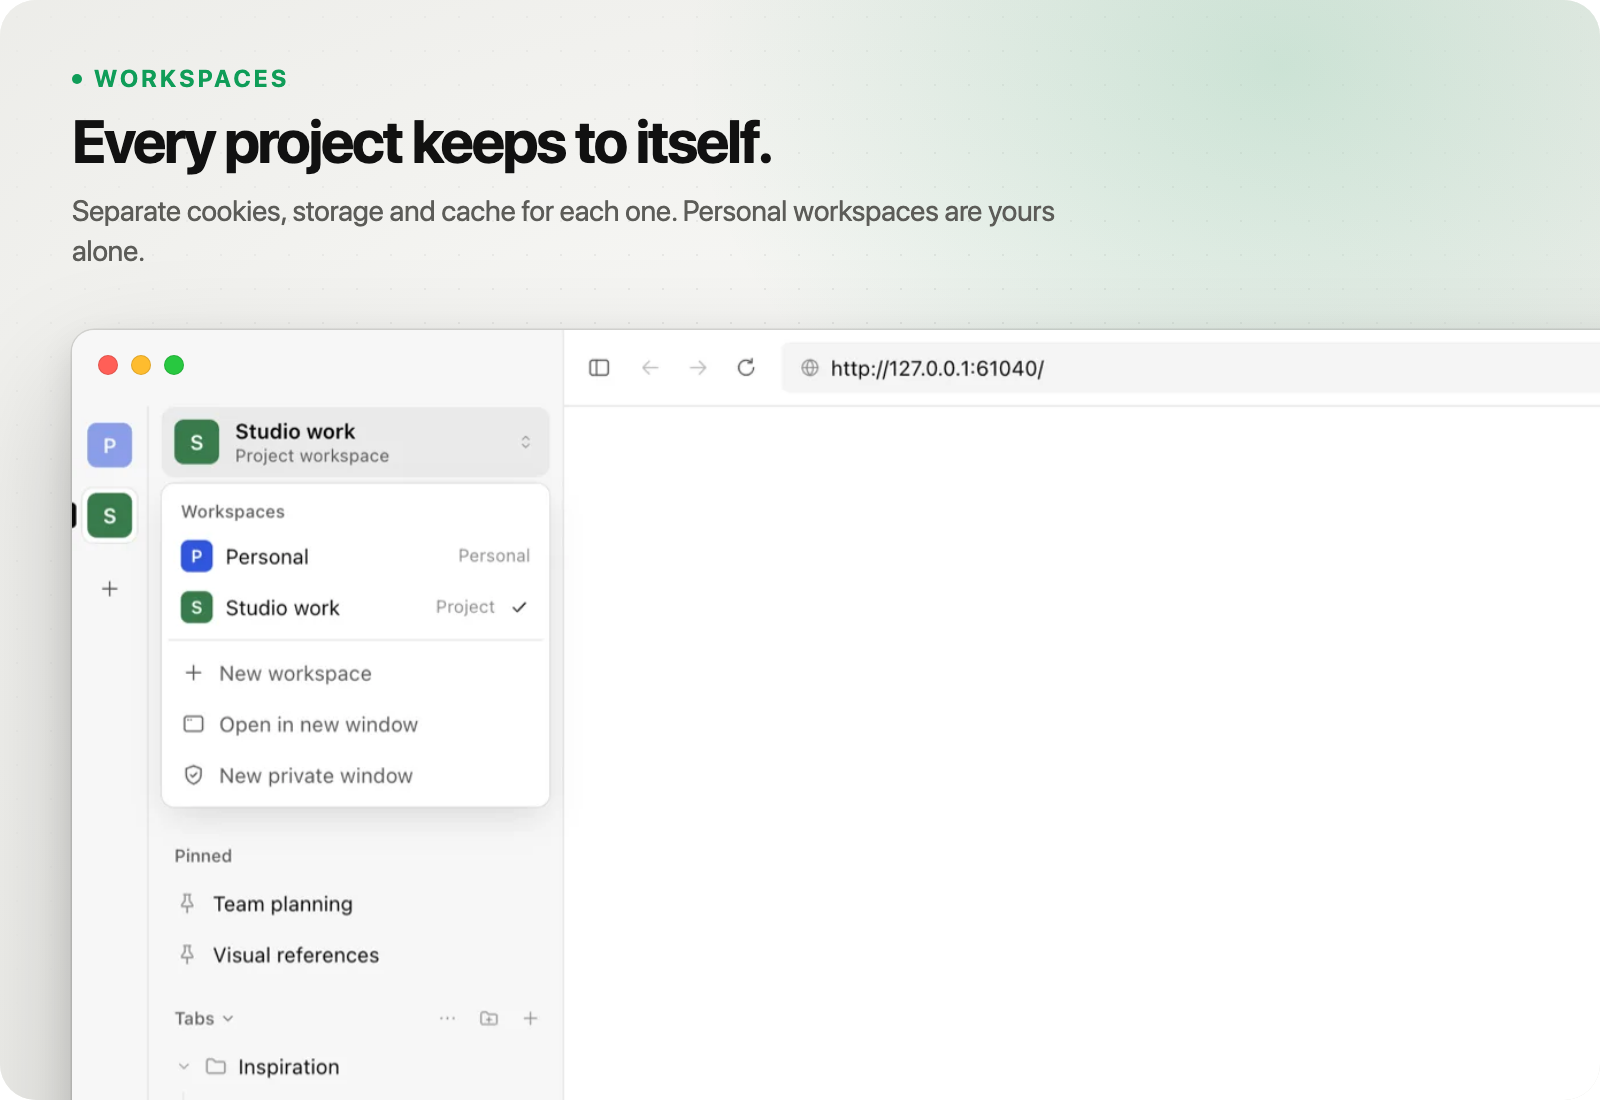 WORKSPACES
Every project keeps to itself.
Separate cookies, storage and cache for each one. Personal workspaces are yours
alone.
http://127.0.0.1:61040/
P
S
S
Studio work
Project workspace
Workspaces
P Personal Personal
S Studio work Project
New workspace
Open in new window
New private window
Pinned
Team planning
Visual references
Tabs
Inspiration